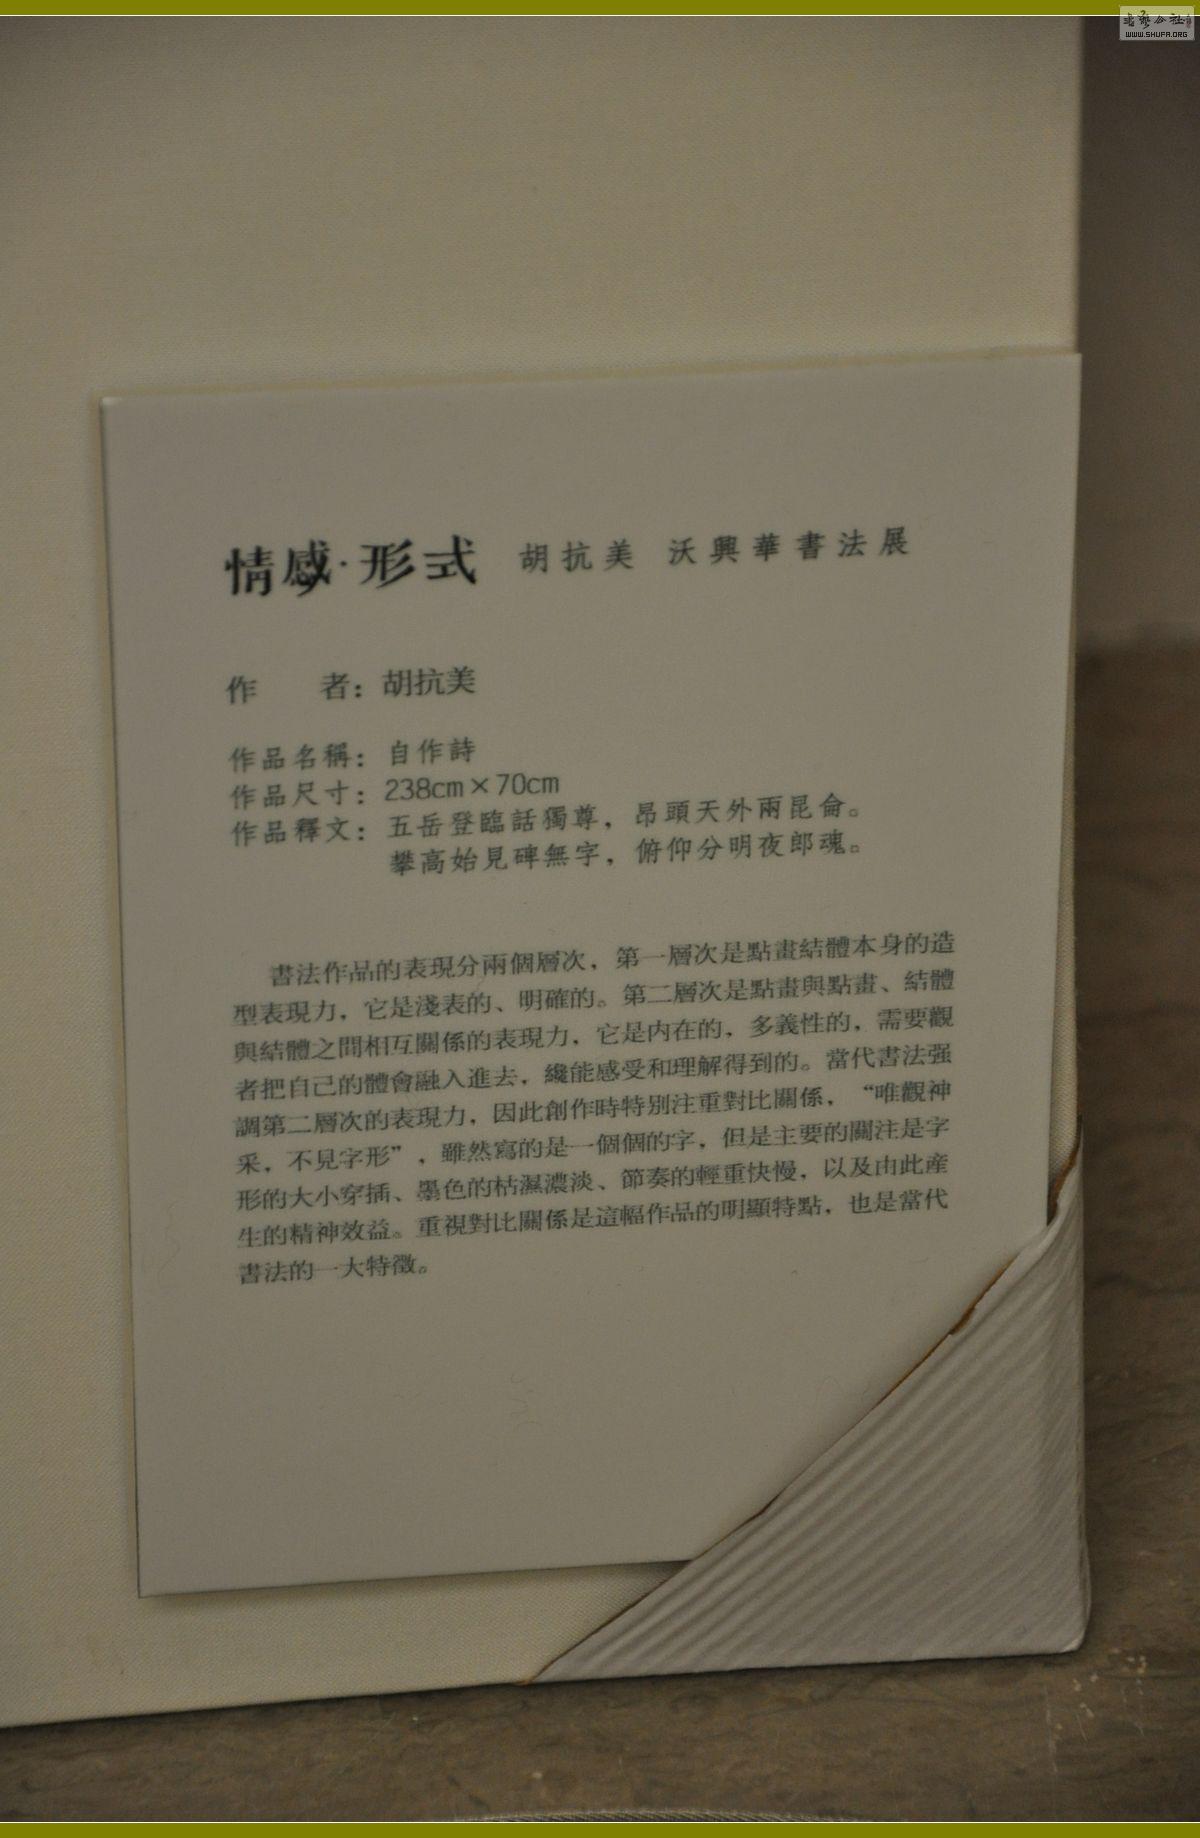 WWW.SHUFA.ORG
情感·形式 胡抗美 沃興華書法展
作 者：胡抗美
作品名稱：自作詩
作品尺寸：238cm×70cm
作品釋文：五岳登臨話獨尊，昂頭天外兩昆侖。
攀高始見碑無字，俯仰分明夜郎魂。
書法作品的表現分兩個層次，第一層次是點畫結體本身的造
型表現力，它是淺表的、明確的。第二層次是點畫與點畫、結體
與結體之間相互關係的表現力，它是内在的，多義性的，需要觀
者把自己的體會融入進去，纔能感受和理解得到的。當代書法强
調第二層次的表現力，因此創作時特别注重對比關係，“唯觀神
采，不見字形”，雖然寫的是一個個的字，但是主要的關注是字
形的大小穿插、墨色的枯濕濃淡、節奏的輕重快慢，以及由此産
生的精神效益。重視對比關係是這幅作品的明顯特點，也是當代
書法的一大特徵。